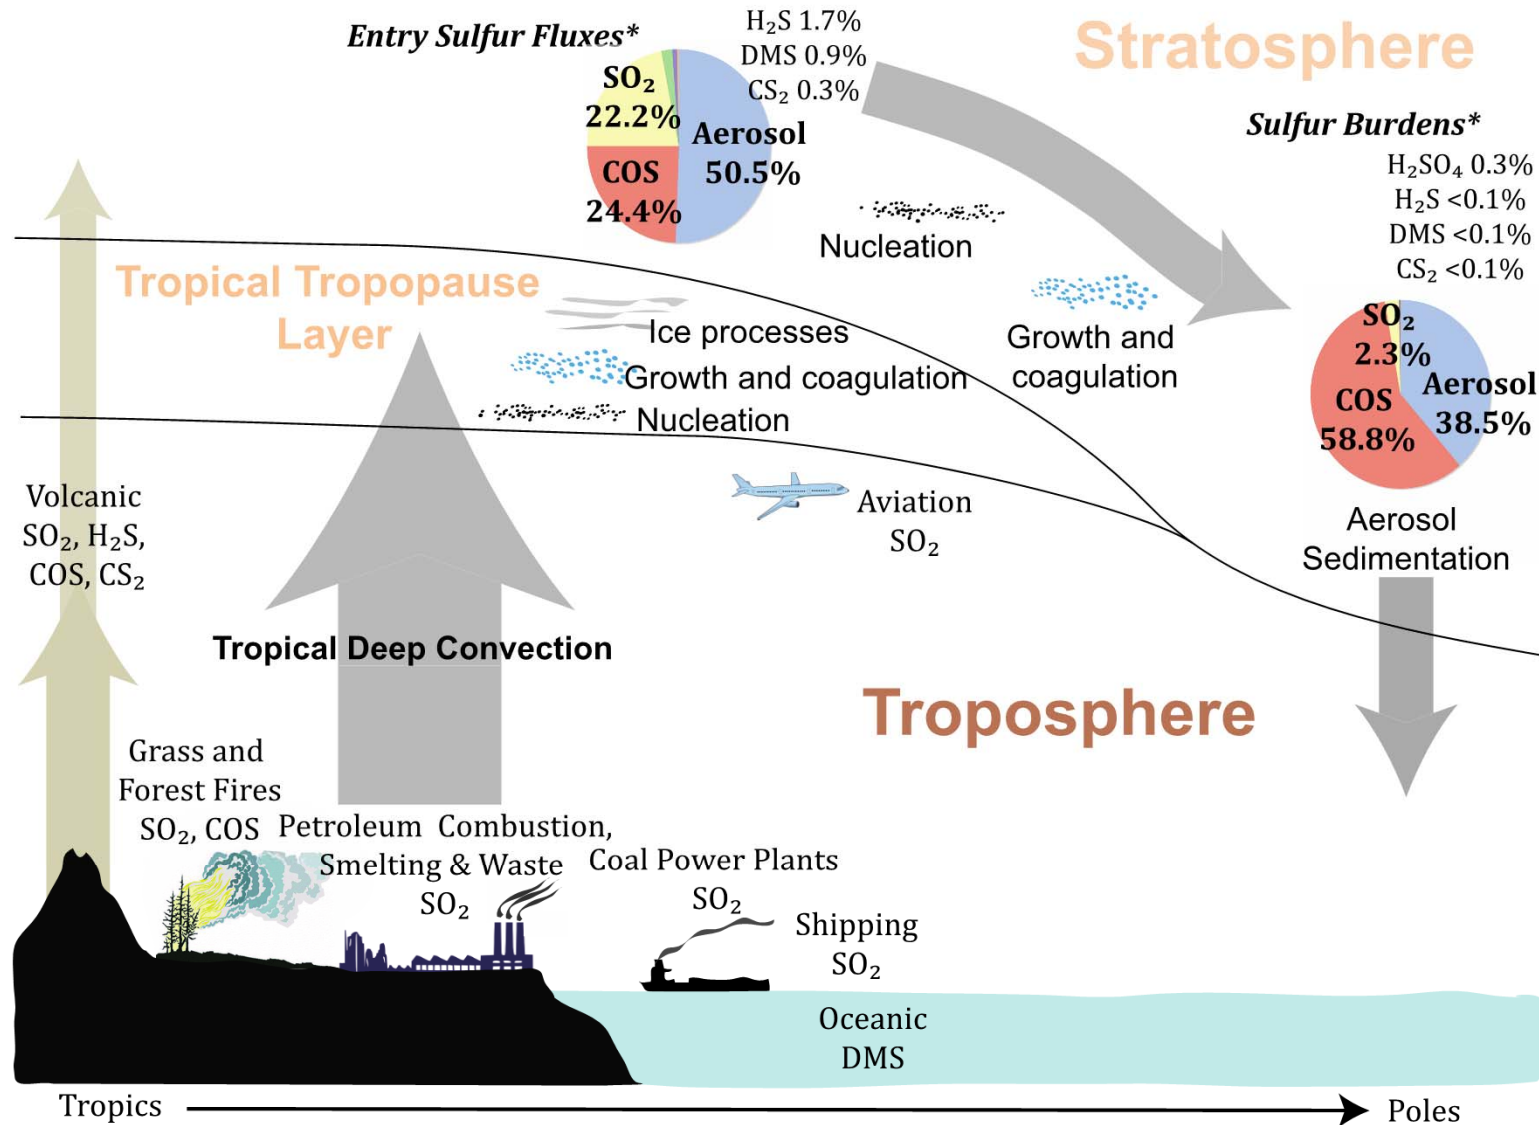 Entry Sulfur Fluxes*
H₂S 1.7%
DMS 0.9%
CS₂ 0.3%
SO₂
22.2%
Aerosol
50.5%
COS
24.4%
Stratosphere
Sulfur Burdens*
H₂SO₄ 0.3%
H₂S <0.1%
DMS <0.1%
CS₂ <0.1%
SO₂
2.3%
Aerosol
38.5%
COS
58.8%
Nucleation
Growth and
coagulation
Tropical Tropopause
Layer
Ice processes
Growth and coagulation
Nucleation
Aerosol
Sedimentation
Volcanic
SO₂, H₂S,
COS, CS₂
Aviation
SO₂
Tropical Deep Convection
Troposphere
Grass and
Forest Fires
SO₂, COS
Petroleum Combustion,
Smelting & Waste
SO₂
Coal Power Plants
SO₂
Shipping
SO₂
Oceanic
DMS
Tropics
Poles